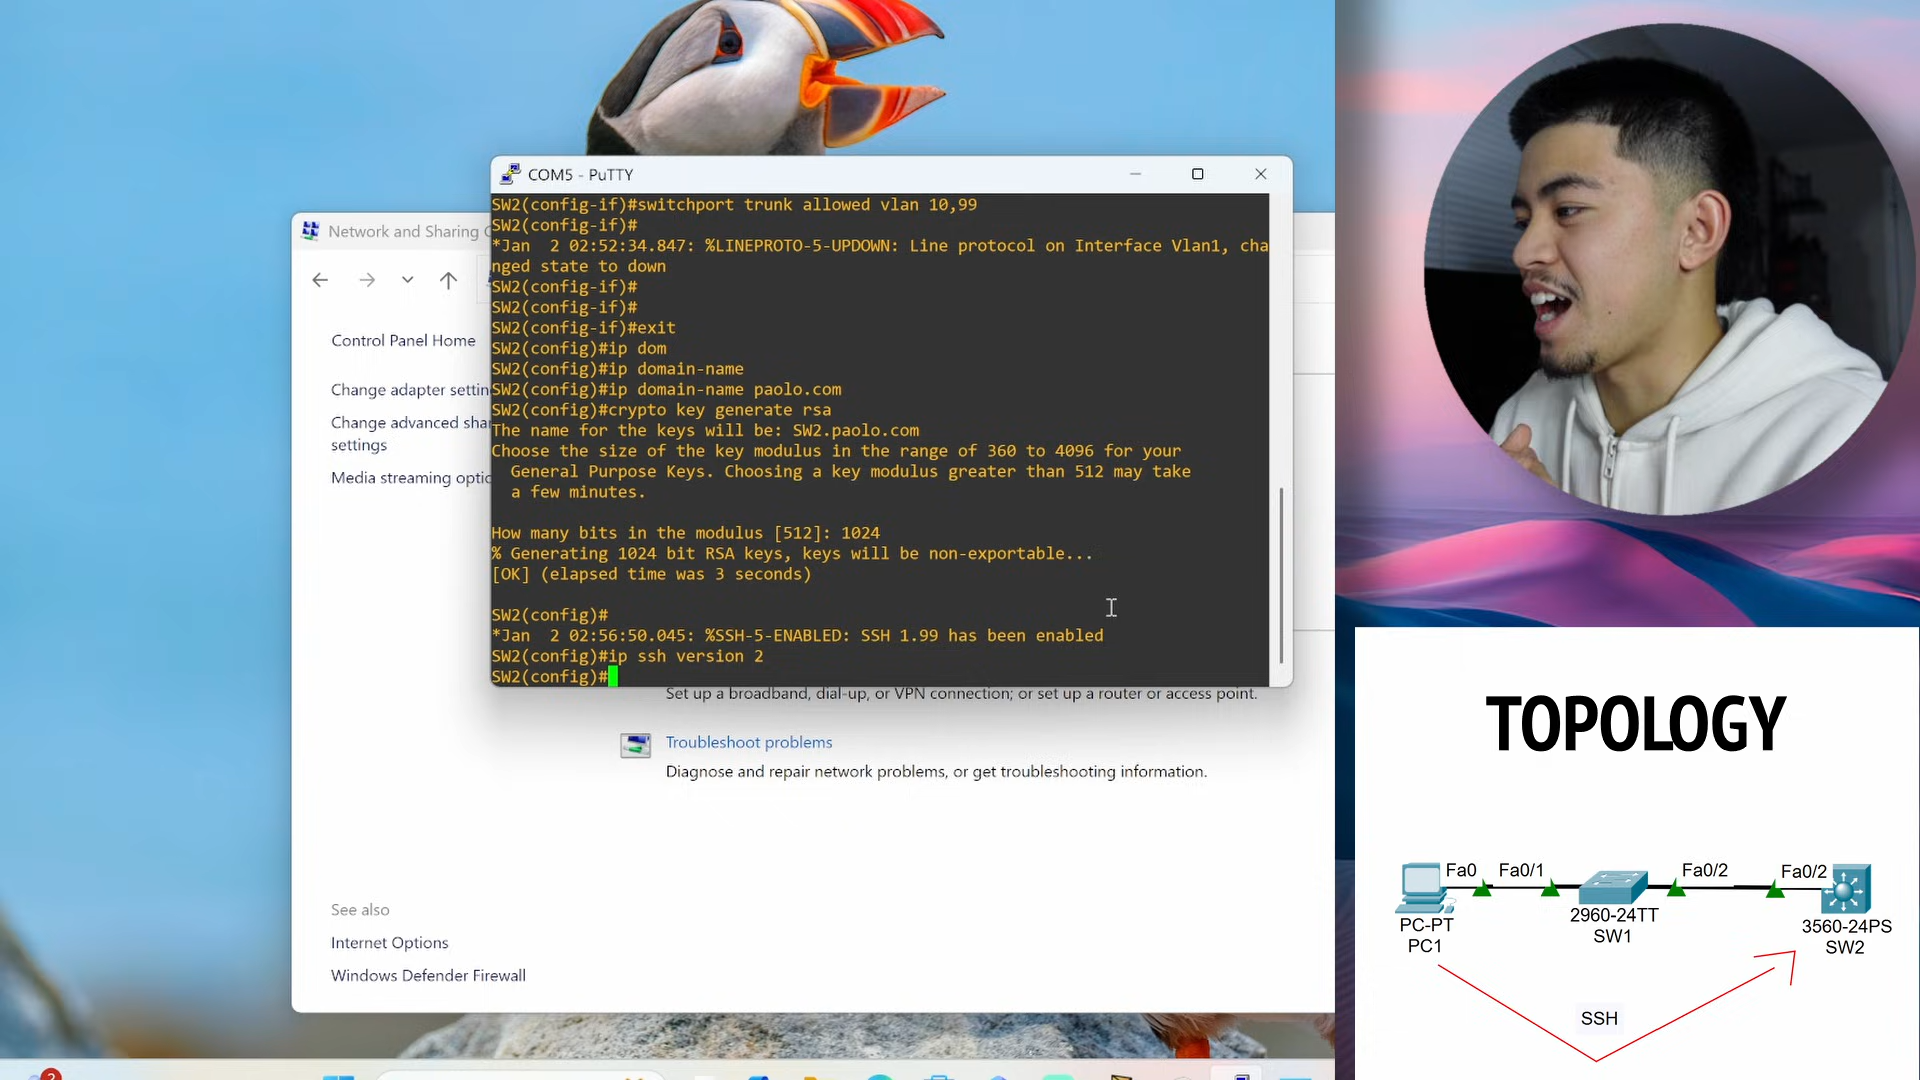 COM5 - PuTTY
SW2(config-if)#switchport trunk allowed vlan 10,99
SW2(config-if)#
*Jan  2 02:52:34.847: %LINEPROTO-5-UPDOWN: Line protocol on Interface Vlan1, cha
nged state to down
SW2(config-if)#
SW2(config-if)#
SW2(config-if)#exit
SW2(config)#ip dom
SW2(config)#ip domain-name
SW2(config)#ip domain-name paolo.com
SW2(config)#crypto key generate rsa
The name for the keys will be: SW2.paolo.com
Choose the size of the key modulus in the range of 360 to 4096 for your
General Purpose Keys. Choosing a key modulus greater than 512 may take
a few minutes.
How many bits in the modulus [512]: 1024
% Generating 1024 bit RSA keys, keys will be non-exportable...
[OK] (elapsed time was 3 seconds)
SW2(config)#
*Jan  2 02:56:50.045: %SSH-5-ENABLED: SSH 1.99 has been enabled
SW2(config)#ip ssh version 2
SW2(config)#
Network and Sharing
Control Panel Home
Change adapter
Change advanced
settings
Media streaming
Set up a broadband, dial-up, or VPN connection; or set up a router or access point.
Troubleshoot problems
Diagnose and repair network problems, or get troubleshooting information.
See also
Internet Options
Windows Defender Firewall
2
TOPOLOGY
Fa0 Fa0/1 Fa0/2 Fa0/2
PC-PT
PC1
2960-24TT
SW1
3560-24PS
SW2
SSH